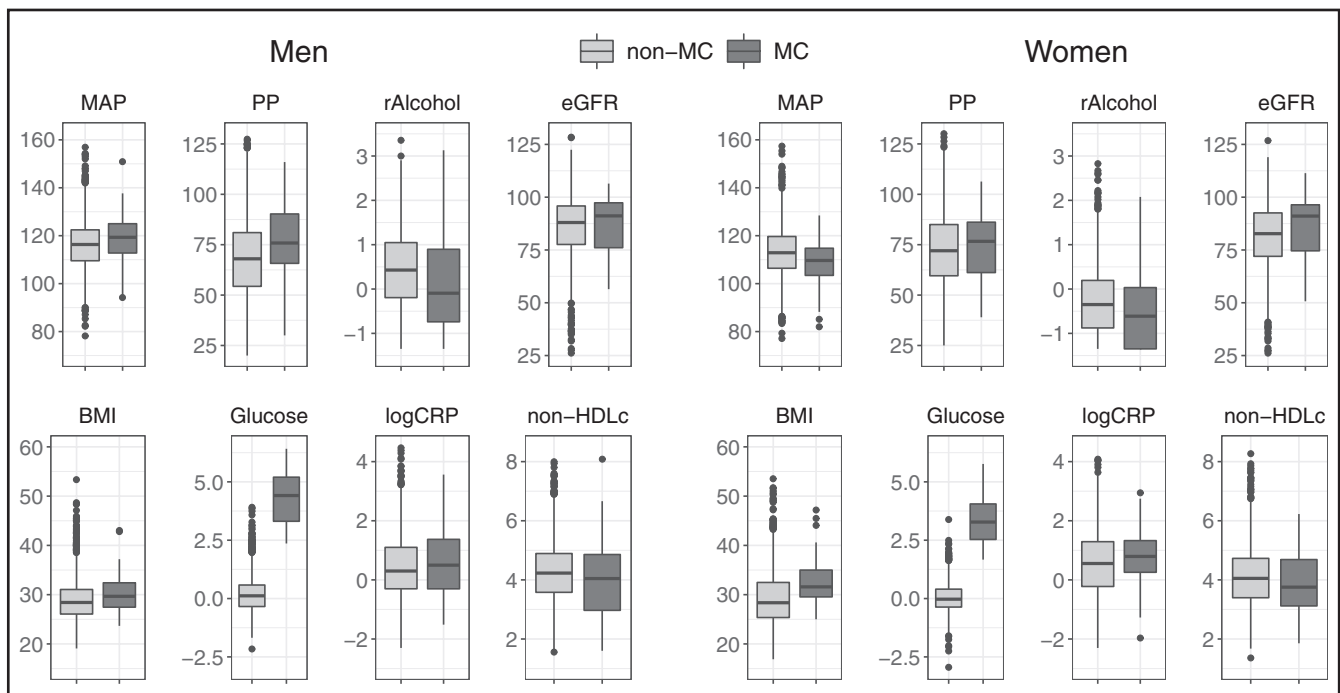 Men non−MC MC Women
MAP PP rAlcohol eGFR MAP PP rAlcohol eGFR
160 125 3 125 160 125 3 125
140 100 2 100 140 100 2 100
120 75 1 75 120 75 1 75
100 50 0 50 100 50 0 50
80 25 −1 25 80 25 −1 25
BMI Glucose logCRP non−HDLc BMI Glucose logCRP non−HDLc
60 5.0 4 8 60 5.0 4 8
50 2.5 2 6 50 2.5 2 6
40 0.0 0 4 40 0.0 0 4
30 −2.5 −2 2 30 −2.5 −2 2
20 20